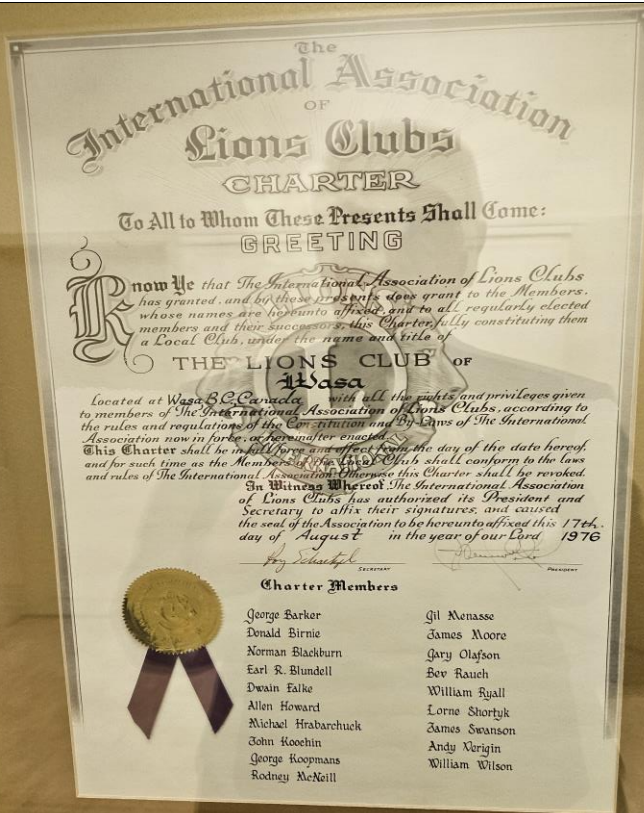 The
International Association
OF
Lions Clubs
CHARTER
To All to Whom These Presents Shall Come:
GREETING
Know Ye that The International Association of Lions Clubs
has granted, and by these presents does grant to the Members,
whose names are hereunto affixed, and to all regularly elected
members and their successors, this Charter, fully constituting them
a Local Club, under the name and title of
THE LIONS CLUB OF
Wasa
Located at Wasa, B.C., Canada with all the rights and privileges given
to members of The International Association of Lions Clubs, according to
the rules and regulations of the Constitution and By-Laws of The International
Association now in force, or hereinafter enacted.
This Charter shall be in full force and effect from the day of the date hereof,
and for such time as the Members of the Local Club shall conform to the laws
and rules of The International Association. Otherwise this Charter shall be revoked.
In Witness Whereof The International Association
of Lions Clubs has authorized its President and
Secretary to affix their signatures, and caused
the seal of the Association to be hereunto affixed this 17th.
day of August in the year of our Lord 1976
Roy Schaetzel
SECRETARY PRESIDENT
Charter Members
George Barker
Donald Birnie
Norman Blackburn
Earl R. Blundell
Dwain Falke
Allen Howard
Michael Hrabarchuck
John Kooehin
George Koopmans
Rodney McNeill
Gil Menasse
James Moore
Gary Olafson
Bev Rauch
William Ryall
Lorne Shortyk
James Swanson
Andy Verigin
William Wilson